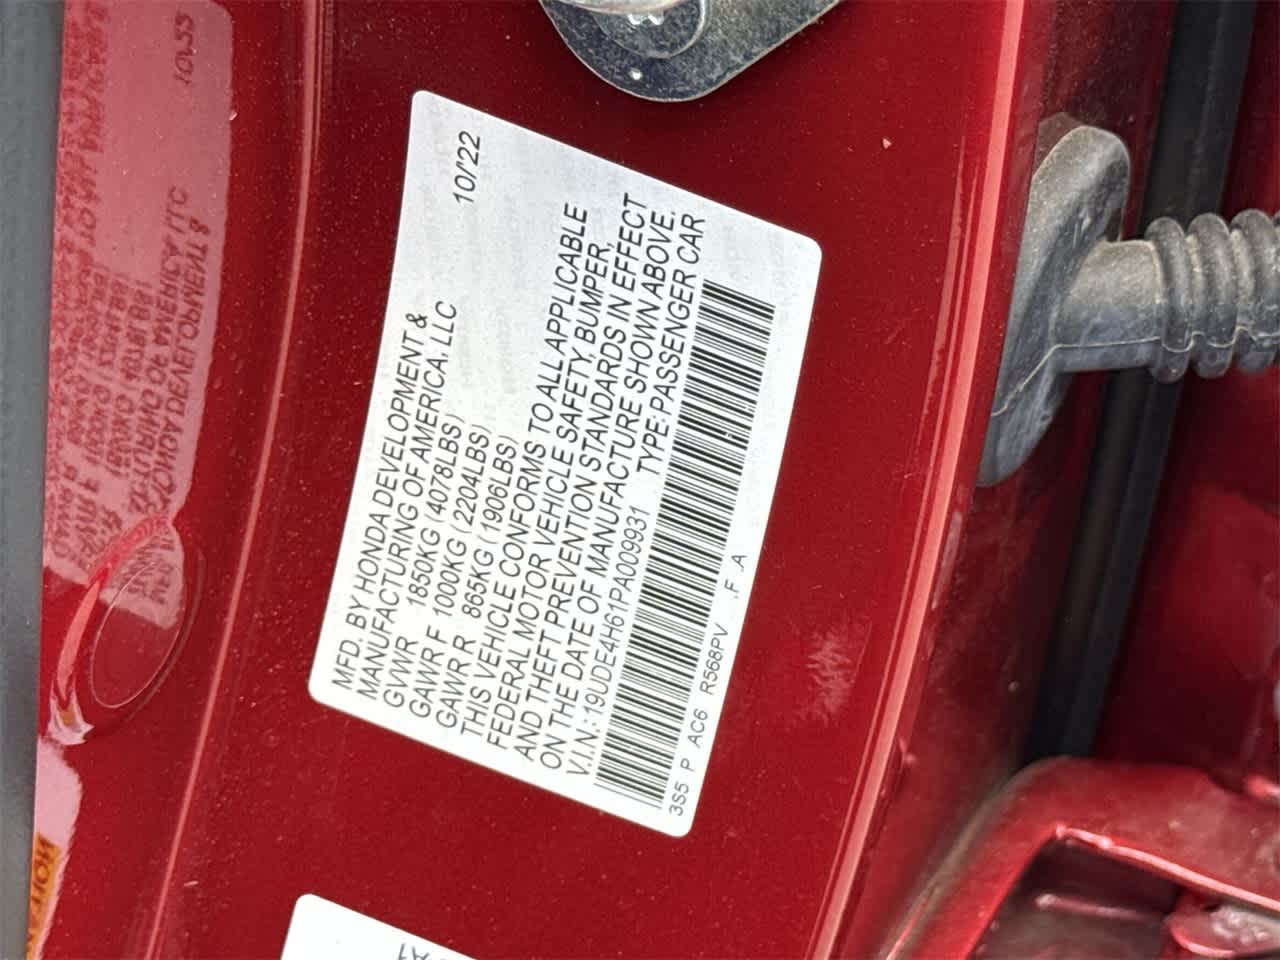 MFD. BY HONDA DEVELOPMENT &
MANUFACTURING OF AMERICA, LLC 10/22
GVWR 1850KG (4078LBS)
GAWR F 1000KG (2204LBS)
GAWR R 865KG (1906LBS)
THIS VEHICLE CONFORMS TO ALL APPLICABLE
FEDERAL MOTOR VEHICLE SAFETY, BUMPER,
AND THEFT PREVENTION STANDARDS IN EFFECT
ON THE DATE OF MANUFACTURE SHOWN ABOVE.
V.I.N.:19UDE4H61PA009931 TYPE:PASSENGER CAR
3S5 P AC6 R568PV .F .A
A1